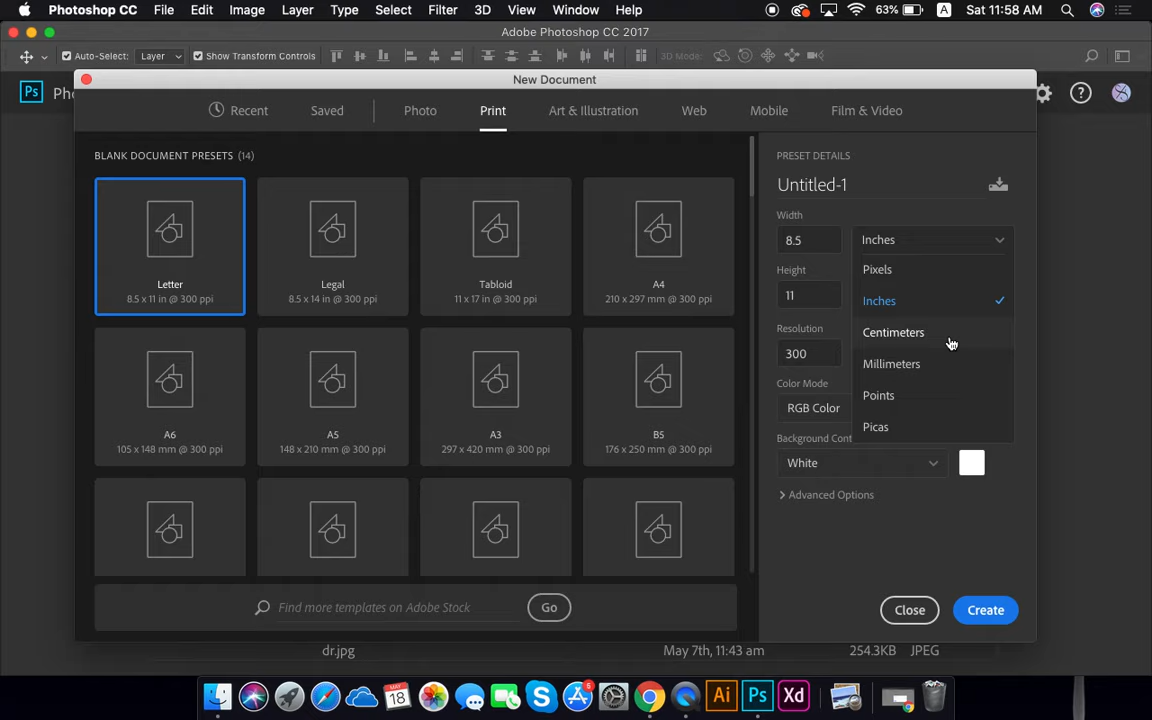 Photoshop CC File Edit Image Layer Type Select Filter 3D View Window Help 63% A Sat 11:58 AM
Adobe Photoshop CC 2017
Auto-Select: Layer Show Transform Controls 3D Mode:
Ps
New Document
Recent Saved Photo Print Art & Illustration Web Mobile Film & Video
BLANK DOCUMENT PRESETS (14)
Letter
8.5 x 11 in @ 300 ppi
Legal
8.5 x 14 in @ 300 ppi
Tabloid
11 x 17 in @ 300 ppi
A4
210 x 297 mm @ 300 ppi
A6
105 x 148 mm @ 300 ppi
A5
148 x 210 mm @ 300 ppi
A3
297 x 420 mm @ 300 ppi
B5
176 x 250 mm @ 300 ppi
Find more templates on Adobe Stock Go
PRESET DETAILS
Untitled-1
Width
8.5 Inches
Height
11
Resolution
300
Color Mode
RGB Color
Background Cont
White
Advanced Options
Pixels
Inches
Centimeters
Millimeters
Points
Picas
Close Create
dr.jpg May 7th, 11:43 am 254.3KB JPEG
MAY
18
5
Ai Ps Xd